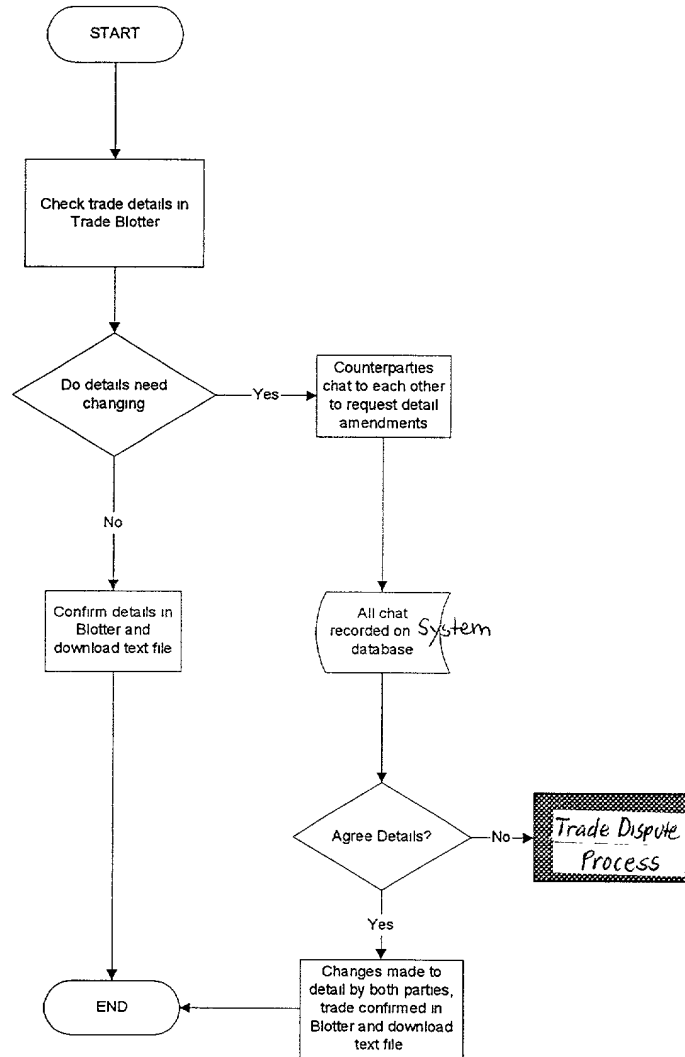 START
Check trade details in
Trade Blotter
Do details need
changing
Yes
Counterparties
chat to each other
to request detail
amendments
No
Confirm details in
Blotter and
download text file
All chat
recorded on System
database
Agree Details?
No
Trade Dispute
Process
Yes
Changes made to
detail by both parties,
trade confirmed in
Blotter and download
text file
END